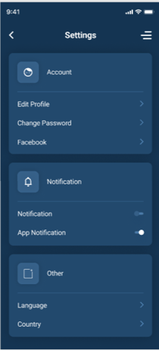 9:41
Settings
Account
Edit Profile
Change Password
Facebook
Notification
Notification
App Notification
Other
Language
Country